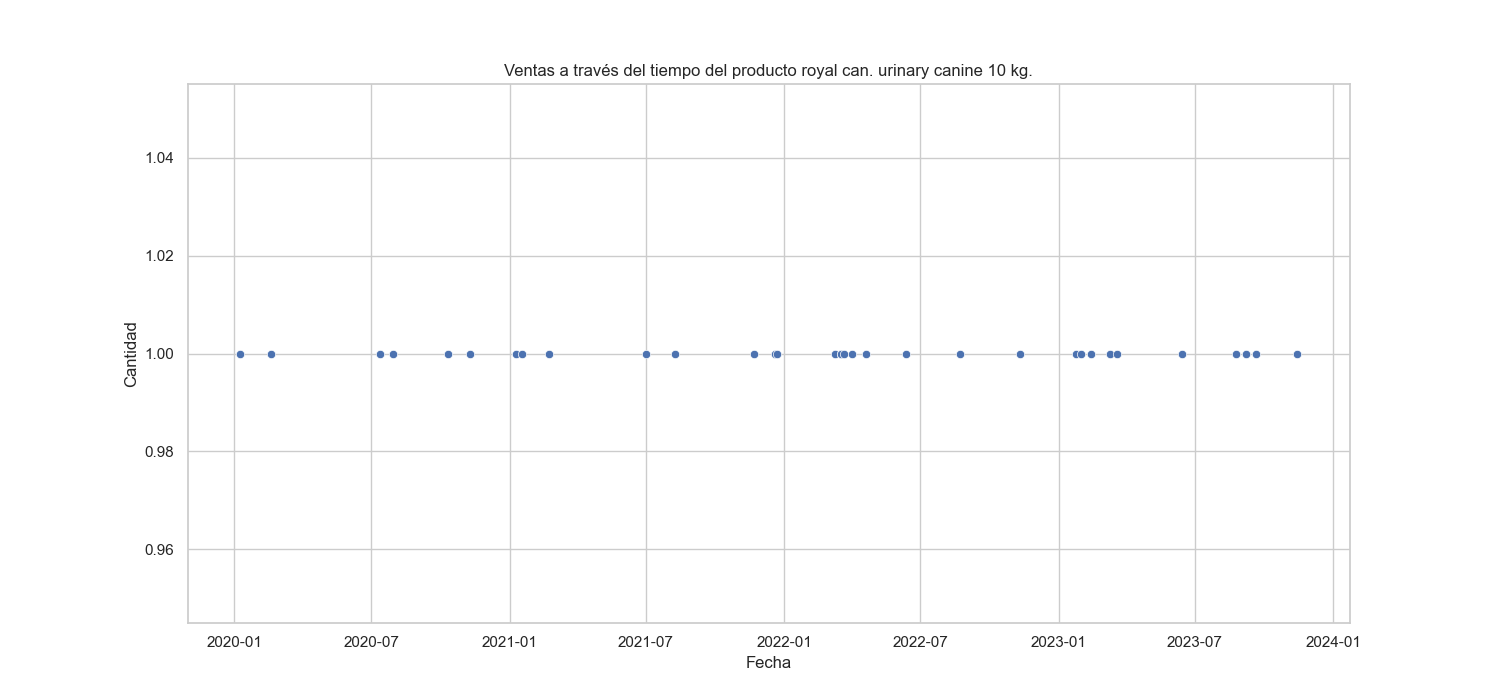 Ventas a través del tiempo del producto royal can. urinary canine 10 kg.
1.04
1.02
1.00
0.98
0.96
Cantidad
2020-01 2020-07 2021-01 2021-07 2022-01 2022-07 2023-01 2023-07 2024-01
Fecha